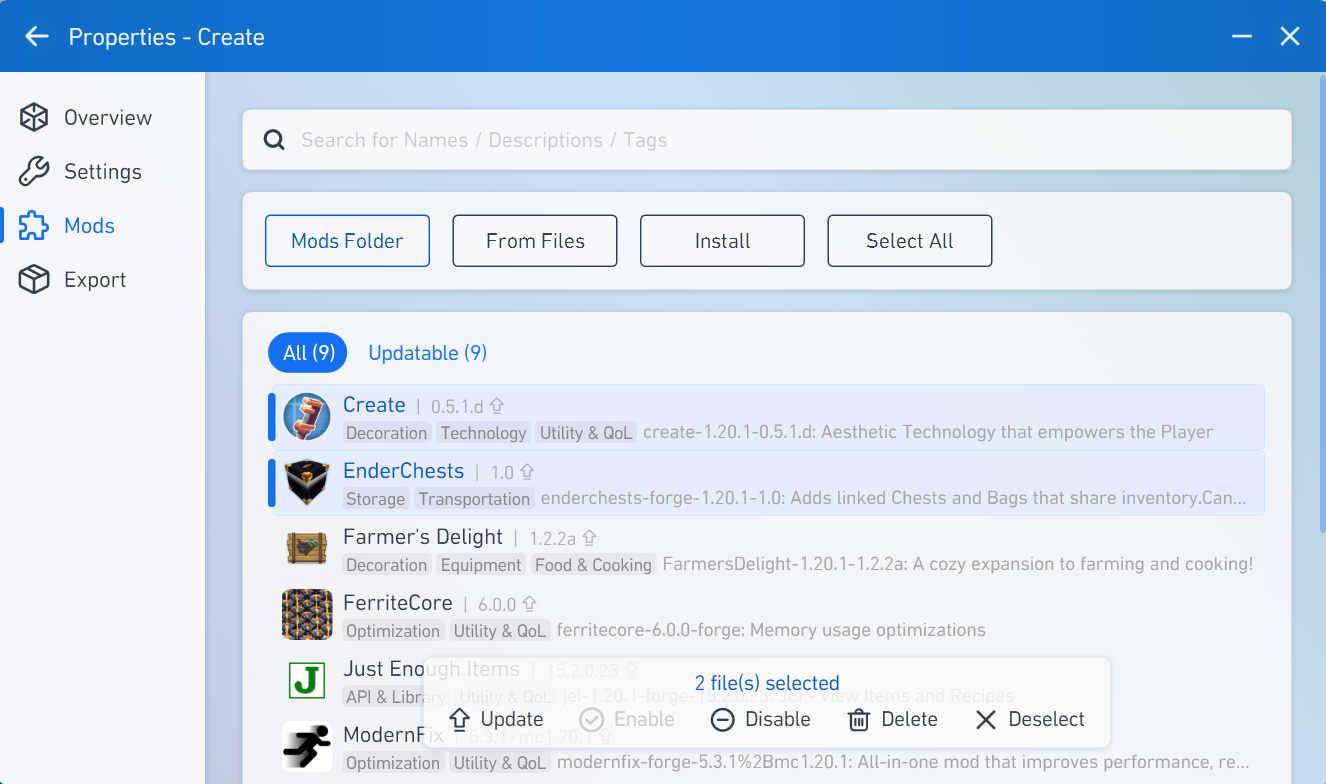 Properties - Create
Overview
Settings
Mods
Export
Search for Names / Descriptions / Tags
Mods Folder
From Files
Install
Select All
All (9)
Updatable (9)
Create | 0.5.1.d
Decoration Technology Utility & QoL create-1.20.1-0.5.1.d: Aesthetic Technology that empowers the Player
EnderChests | 1.0
Storage Transportation enderchests-forge-1.20.1-1.0: Adds linked Chests and Bags that share inventory.Can...
Farmer's Delight | 1.2.2a
Decoration Equipment Food & Cooking FarmersDelight-1.20.1-1.2.2a: A cozy expansion to farming and cooking!
FerriteCore | 6.0.0
Optimization Utility & QoL ferritecore-6.0.0-forge: Memory usage optimizations
Just Enough Items | 15.2.0.23
API & Library Utility & QoL jei-1.20.1-forge-15.2.0.23: JEI - View Items and Recipes
ModernFix | 5.3.1+mc1.20.1
Optimization Utility & QoL modernfix-forge-5.3.1%2Bmc1.20.1: All-in-one mod that improves performance, re...
2 file(s) selected
Update
Enable
Disable
Delete
Deselect